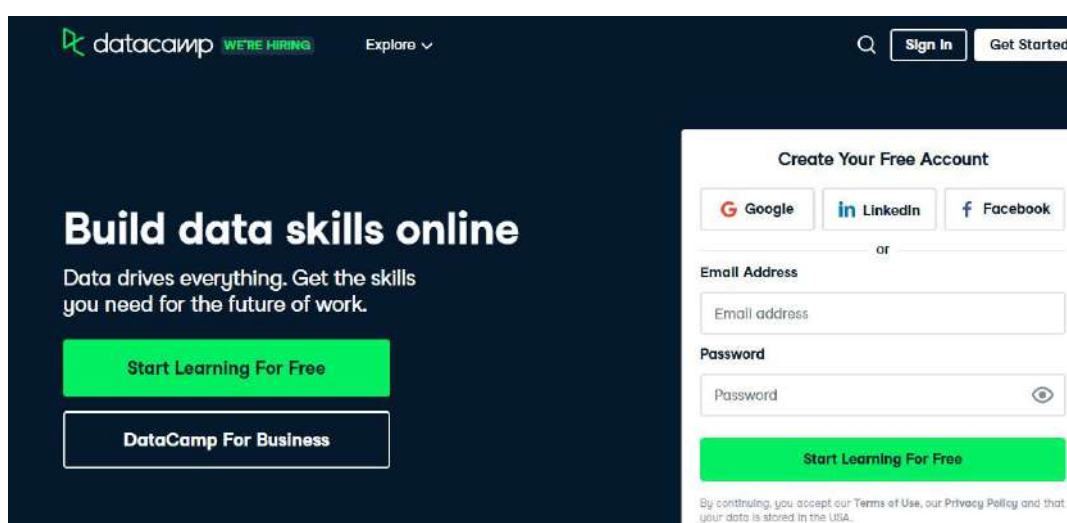 datacamp WE'RE HIRING Explore Sign In Get Started
Build data skills online
Data drives everything. Get the skills
you need for the future of work.
Start Learning For Free
DataCamp For Business
Create Your Free Account
Google LinkedIn Facebook
or
Email Address
Email address
Password
Password
Start Learning For Free
By continuing, you accept our Terms of Use, our Privacy Policy and that
your data is stored in the USA.